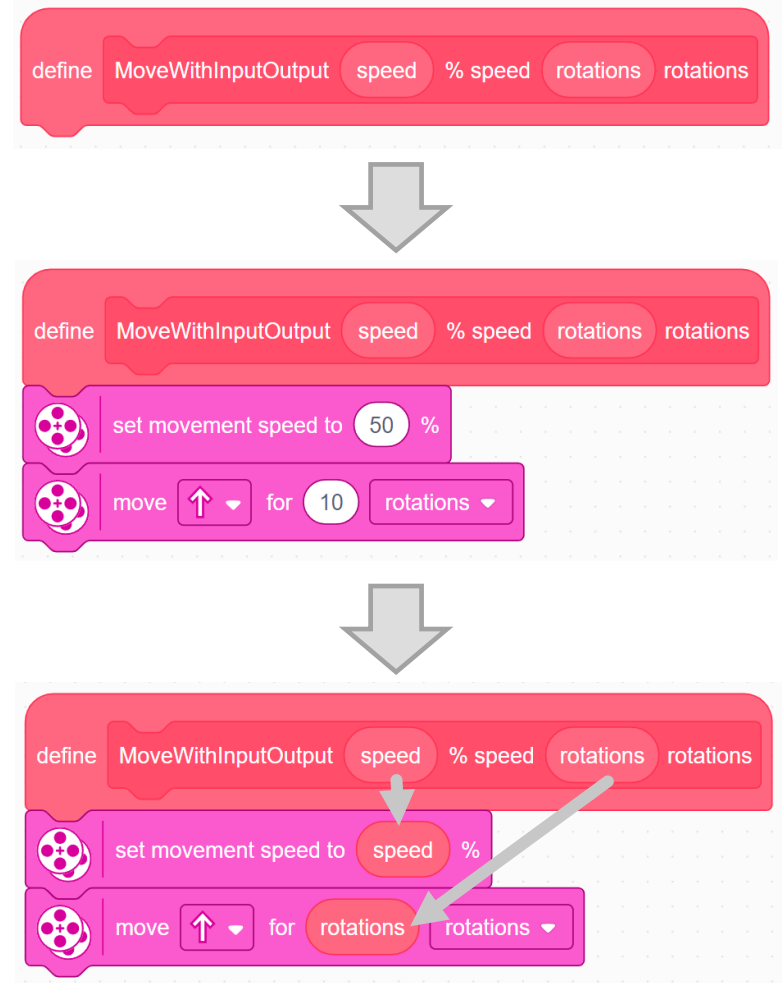 define MoveWithInputOutput speed % speed rotations rotations
define MoveWithInputOutput speed % speed rotations rotations
set movement speed to 50 %
move for 10 rotations
define MoveWithInputOutput speed % speed rotations rotations
set movement speed to speed %
move for rotations rotations